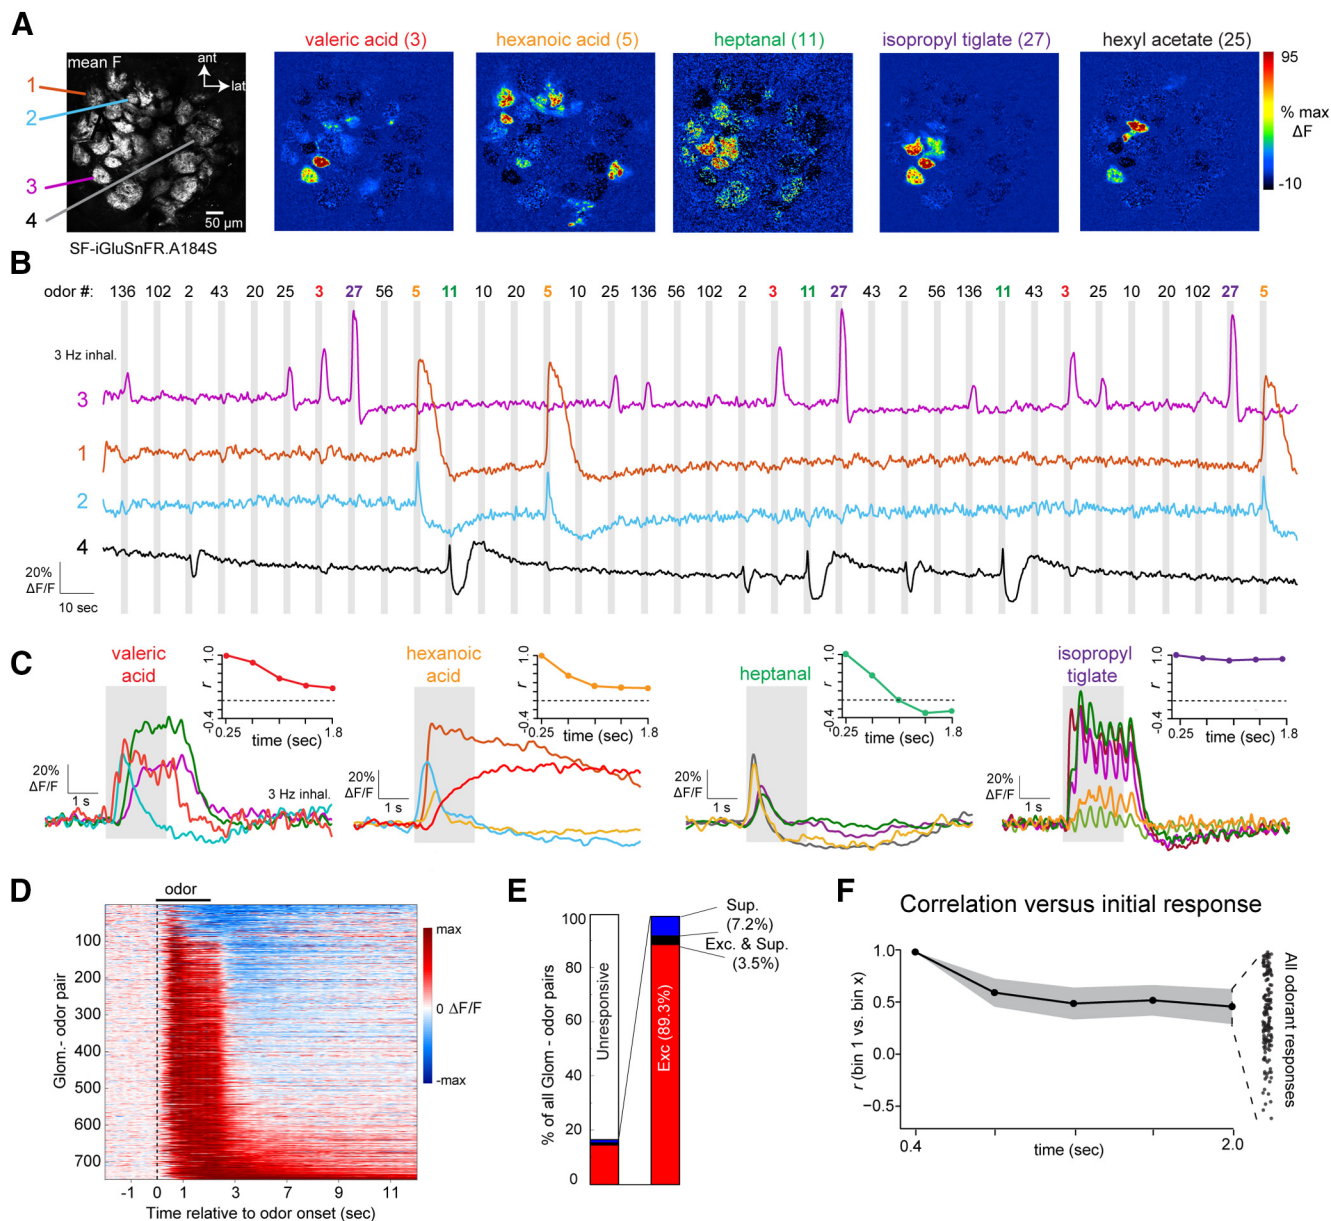 A
valeric acid (3)
hexanoic acid (5)
heptanal (11)
isopropyl tiglate (27)
hexyl acetate (25)
mean F
ant
lat
1
2
3
4
50 µm
SF-iGluSnFR.A184S
95
% max
ΔF
-10
B
odor #: 136 102 2 43 20 25 3 27 56 5 11 10 20 5 10 25 136 56 102 2 3 11 27 43 2 56 136 11 43 3 25 10 20 102 27 5
3 Hz inhal.
3
1
2
4
20%
ΔF/F
10 sec
C
valeric
acid
1.0
r
-0.4
-0.25 1.8
time (sec)
20%
ΔF/F
1 s
3 Hz inhal.
hexanoic
acid
1.0
r
-0.4
-0.25 1.8
time (sec)
20%
ΔF/F
1 s
heptanal
1.0
r
-0.4
-0.25 1.8
time (sec)
20%
ΔF/F
1 s
isopropyl
tiglate
1.0
r
-0.4
-0.25 1.8
time (sec)
20%
ΔF/F
1 s
D
odor
Glom.- odor pair
100
200
300
400
500
600
700
-1 0 1 3 7 9 11
Time relative to odor onset (sec)
max
0 ΔF/F
-max
E
% of all Glom - odor pairs
100
80
60
40
20
0
Unresponsive
Exc (89.3%)
Sup.
(7.2%)
Exc. & Sup.
(3.5%)
F
Correlation versus initial response
r (bin 1 vs. bin x)
1.0
0.5
0.0
−0.5
0.4 2.0
time (sec)
All odorant responses